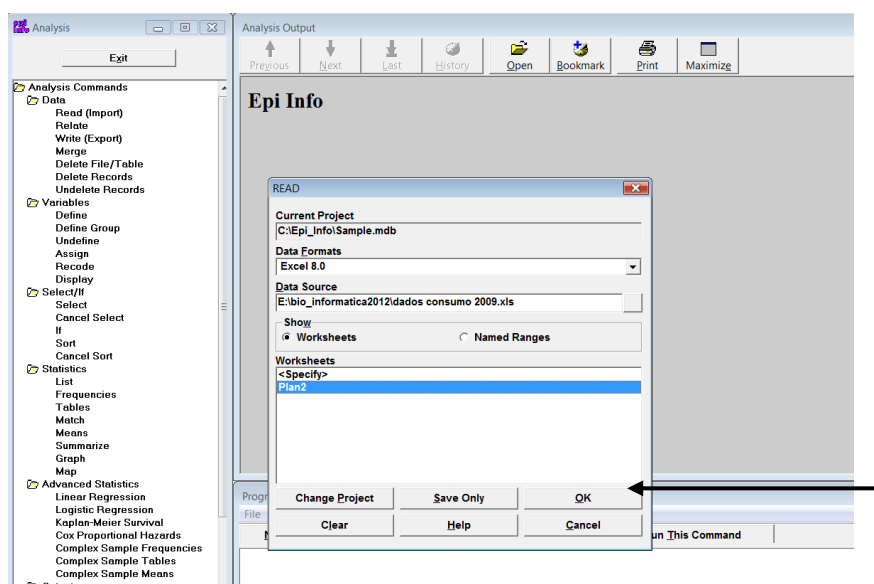 Epi
Info
Analysis
Exit
Analysis Commands
Data
Read (Import)
Relate
Write (Export)
Merge
Delete File/Table
Delete Records
Undelete Records
Variables
Define
Define Group
Undefine
Assign
Recode
Display
Select/If
Select
Cancel Select
If
Sort
Cancel Sort
Statistics
List
Frequencies
Tables
Match
Means
Summarize
Graph
Map
Advanced Statistics
Linear Regression
Logistic Regression
Kaplan-Meier Survival
Cox Proportional Hazards
Complex Sample Frequencies
Complex Sample Tables
Complex Sample Means
Analysis Output
Previous Next Last History Open Bookmark Print Maximize
Epi Info
READ
Current Project
C:\Epi_Info\Sample.mdb
Data Formats
Excel 8.0
Data Source
E:\bio_informatica2012\dados consumo 2009.xls
Show
Worksheets Named Ranges
Worksheets
<Specify>
Plan2
Change Project Save Only OK
Clear Help Cancel
Progr
File
un This Command